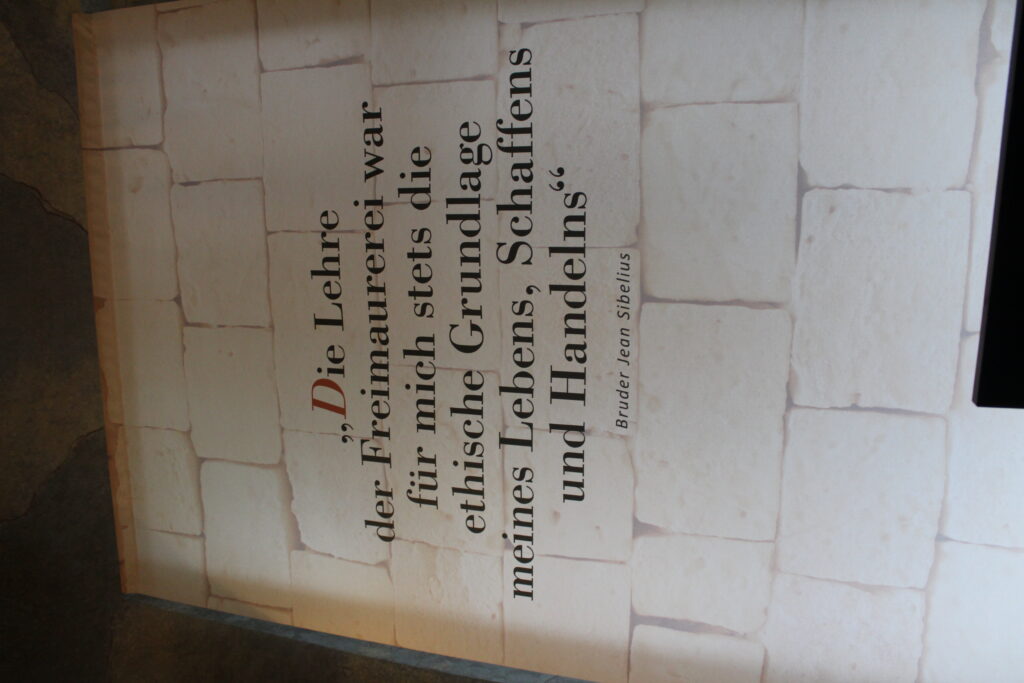 „Die Lehre
der Freimaurerei war
für mich stets die
ethische Grundlage
meines Lebens, Schaffens
und Handelns“
Bruder Jean Sibelius